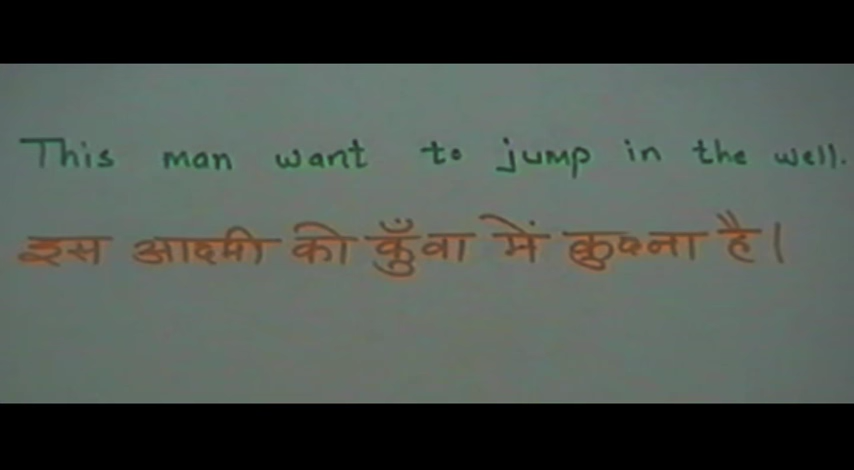 This man want to jump in the well.
इस आदमी को कुँवा में कुदना है।